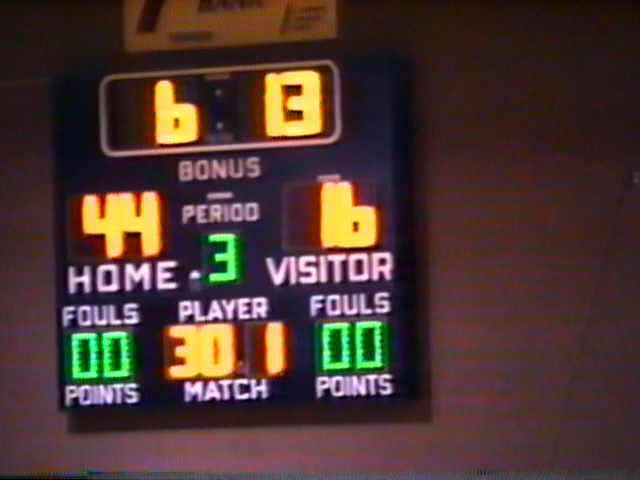 BANK
6:13
BONUS
PERIOD
44 3 16
HOME VISITOR
FOULS PLAYER FOULS
00 30 1 00
POINTS MATCH POINTS